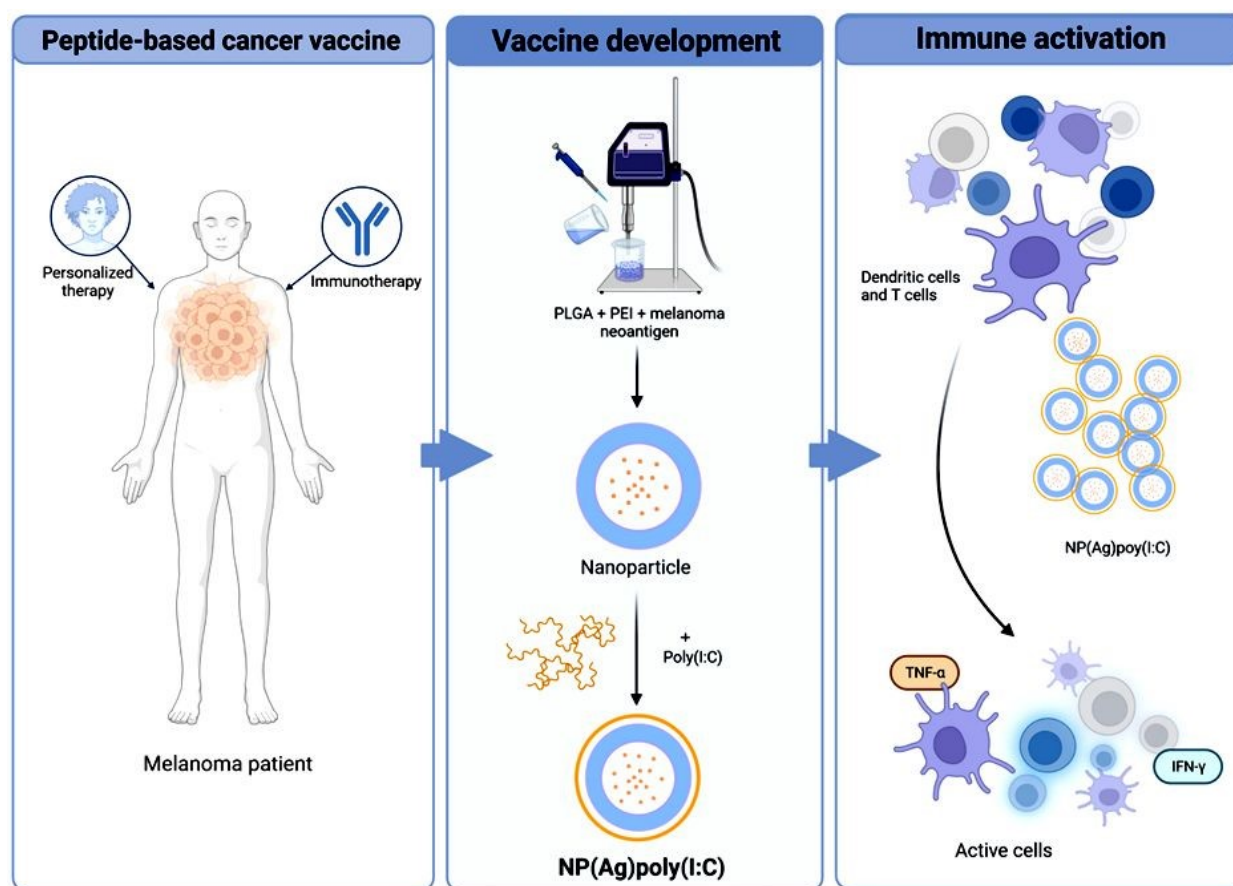 Peptide-based cancer vaccine
Personalized
therapy
Immunotherapy
Melanoma patient
Vaccine development
PLGA + PEI + melanoma
neoantigen
Nanoparticle
+
Poly(I:C)
NP(Ag)poly(I:C)
Immune activation
Dendritic cells
and T cells
NP(Ag)poy(I:C)
TNF-α
IFN-γ
Active cells